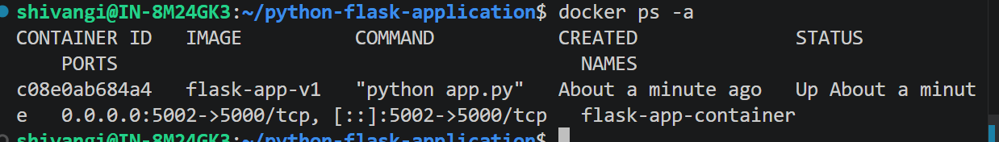 shivangi@IN-8M24GK3:~/python-flask-application$ docker ps -a
CONTAINER ID   IMAGE          COMMAND           CREATED              STATUS
    PORTS                                         NAMES
c08e0ab684a4   flask-app-v1   "python app.py"   About a minute ago   Up About a minut
e   0.0.0.0:5002->5000/tcp, [::]:5002->5000/tcp   flask-app-container
shivangi@IN-8M24GK3:~/python-flask-application$